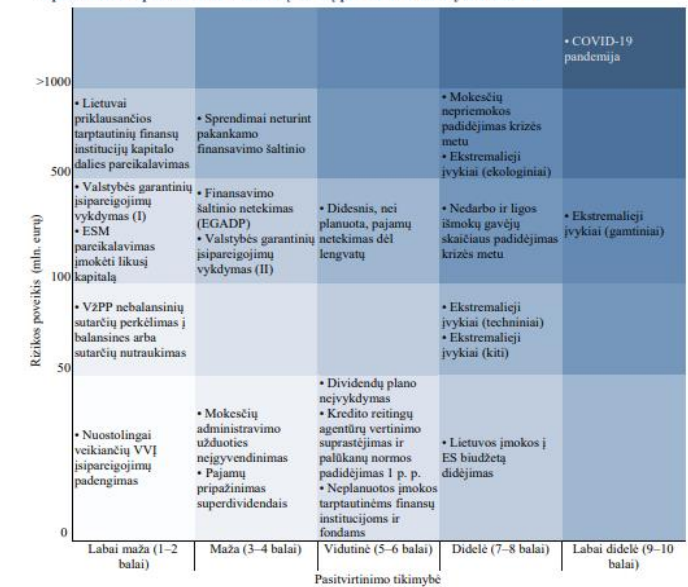 • COVID-19
pandemija
>1000
• Lietuvai
priklausančios
tarptautinių finansų
institucijų kapitalo
dalies pareikalavimas
• Sprendimai neturint
pakankamo
finansavimo šaltinio
• Mokesčių
nepriemokos
padidėjimas krizės
metu
• Ekstremalieji
įvykiai (ekologiniai)
500
• Valstybės garantinių
įsipareigojimų
vykdymas (I)
• ESM
pareikalavimas
įmokėti likusį
kapitalą
• Finansavimo
šaltinio netekimas
(EGADP)
• Valstybės garantinių
įsipareigojimų
vykdymas (II)
• Didesnis, nei
planuota, pajamų
netekimas dėl
lengvatų
• Nedarbo ir ligos
išmokų gavėjų
skaičiaus padidėjimas
krizės metu
• Ekstremalieji
įvykiai (gamtiniai)
100
• VžPP nebalansinių
sutarčių perkėlimas į
balansines arba
sutarčių nutraukimas
• Ekstremalieji
įvykiai (techniniai)
• Ekstremalieji
įvykiai (kiti)
50
• Nuostolingai
veikiančių VVĮ
įsipareigojimų
padengimas
• Mokesčių
administravimo
užduoties
neįgyvendinimas
• Pajamų
pripažinimas
superdividendais
• Dividendų plano
neįvykdymas
• Kredito reitingų
agentūrų vertinimo
suprastėjimas ir
palūkanų normos
padidėjimas 1 p. p.
• Neplanuotos įmokos
tarptautinėms finansų
institucijoms ir
fondams
• Lietuvos įmokos į
ES biudžetą
didėjimas
0
Rizikos poveikis (mln. eurų)
Labai maža (1–2
balai)
Maža (3–4 balai)
Vidutinė (5–6 balai)
Didelė (7–8 balai)
Labai didelė (9–10
balai)
Pasitvirtinimo tikimybė